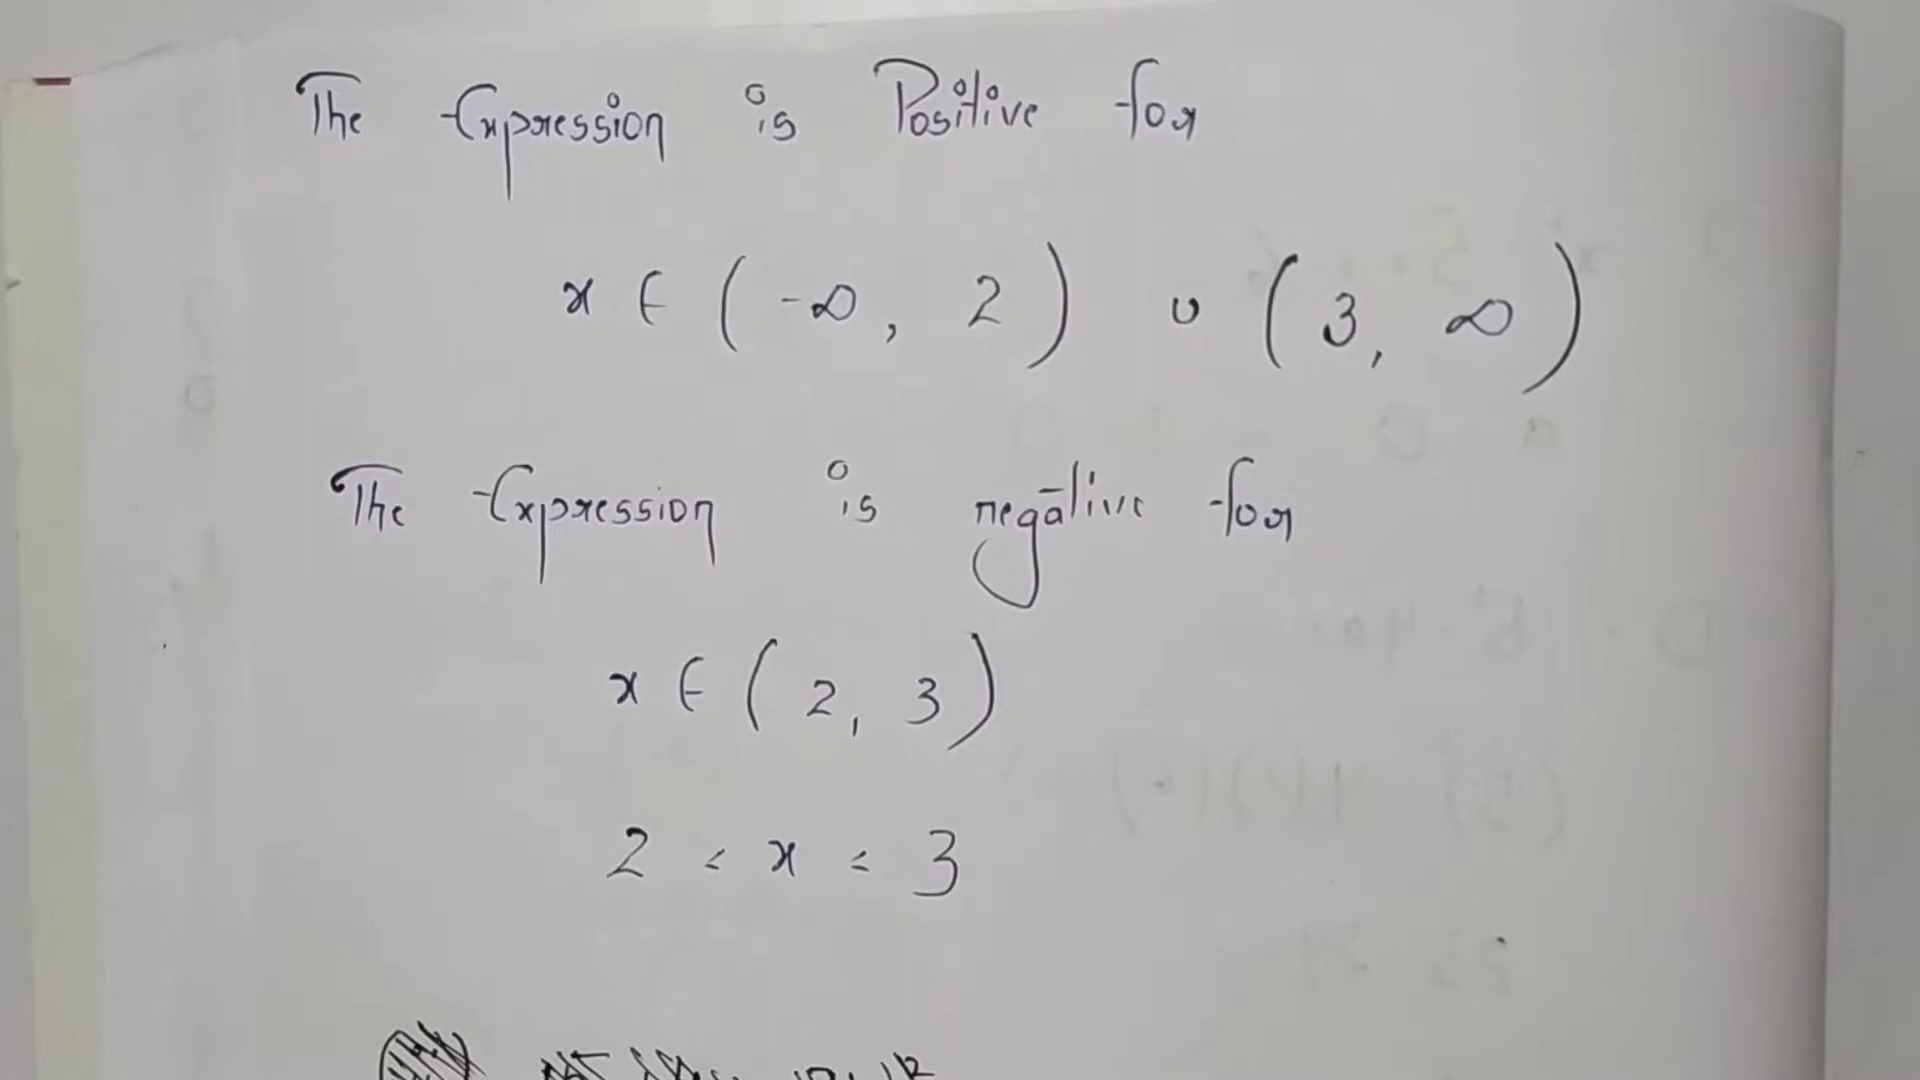 The Expression is Positive for
x ∈ (-∞, 2) ∪ (3, ∞)
The Expression is negative for
x ∈ (2, 3)
2 < x < 3